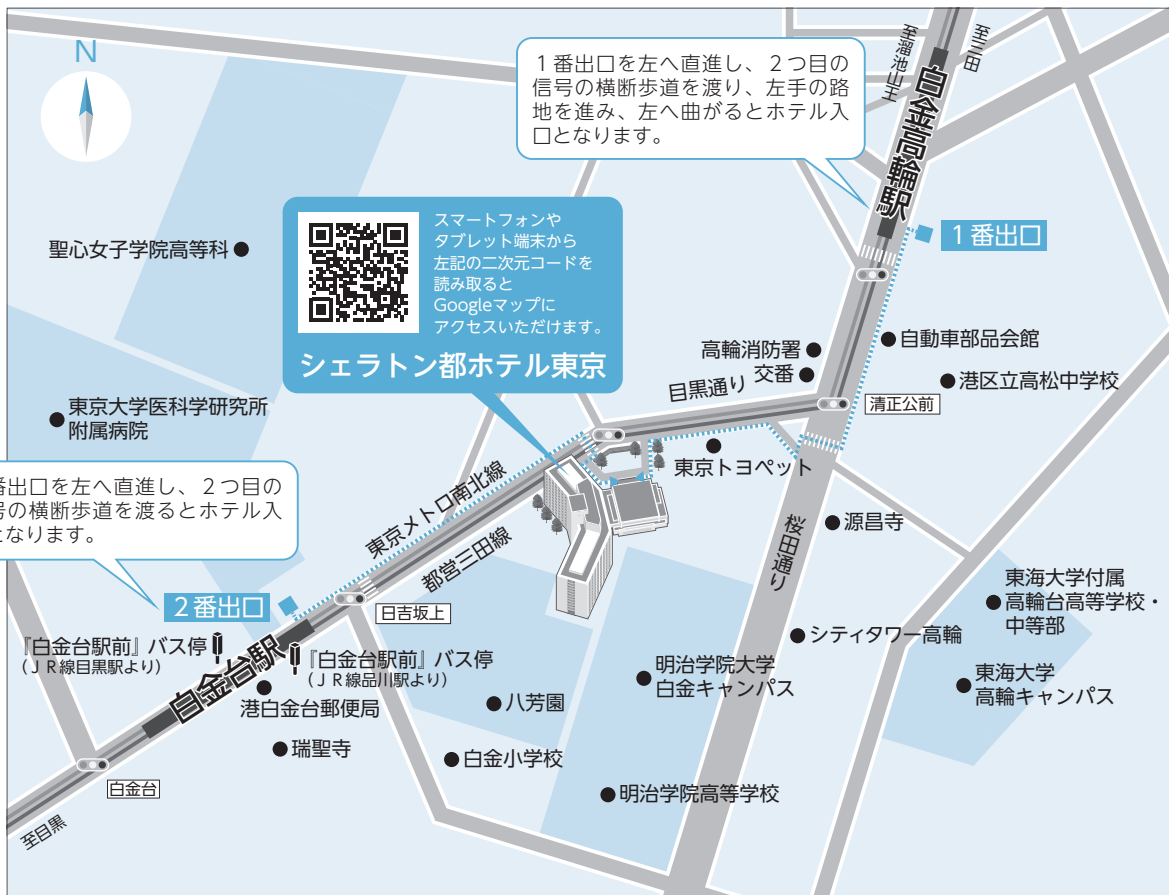 N
1番出口を左へ直進し、2つ目の
信号の横断歩道を渡り、左手の路
地を進み、左へ曲がるとホテル入
口となります。
至溜池山王
至三田
白金高輪駅
1番出口
聖心女子学院高等科
スマートフォンや
タブレット端末から
左記の二次元コードを
読み取ると
Googleマップに
アクセスいただけます。
シェラトン都ホテル東京
自動車部品会館
高輪消防署
交番
港区立高松中学校
目黒通り
清正公前
東京大学医科学研究所
附属病院
東京トヨペット
番出口を左へ直進し、2つ目の
号の横断歩道を渡るとホテル入
となります。
東京メトロ南北線
都営三田線
桜田通り
源昌寺
2番出口
日吉坂上
東海大学付属
高輪台高等学校・
中等部
シティタワー高輪
『白金台駅前』バス停
(JR線目黒駅より)
白金台駅
『白金台駅前』バス停
(JR線品川駅より)
明治学院大学
白金キャンパス
東海大学
高輪キャンパス
港白金台郵便局
八芳園
瑞聖寺
白金小学校
白金台
明治学院高等学校
至目黒